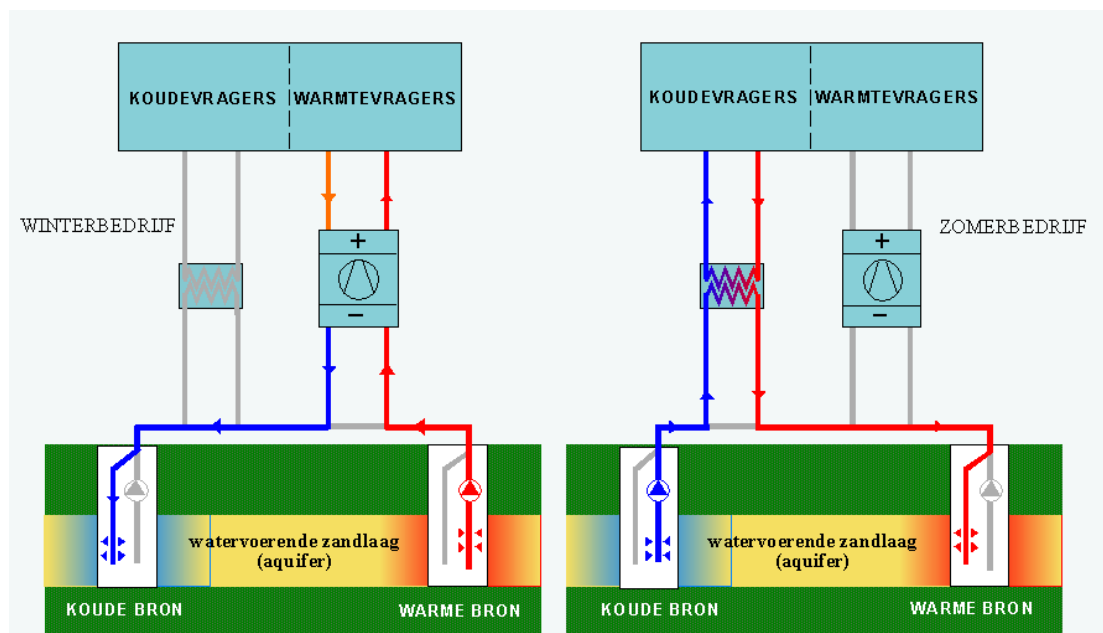 KOUDEVRAGERS WARMTEVRAGERS
WINTERBEDRIJF
+
−
watervoerende zandlaag
(aquifer)
KOUDE BRON WARME BRON
KOUDEVRAGERS WARMTEVRAGERS
ZOMERBEDRIJF
+
−
watervoerende zandlaag
(aquifer)
KOUDE BRON WARME BRON